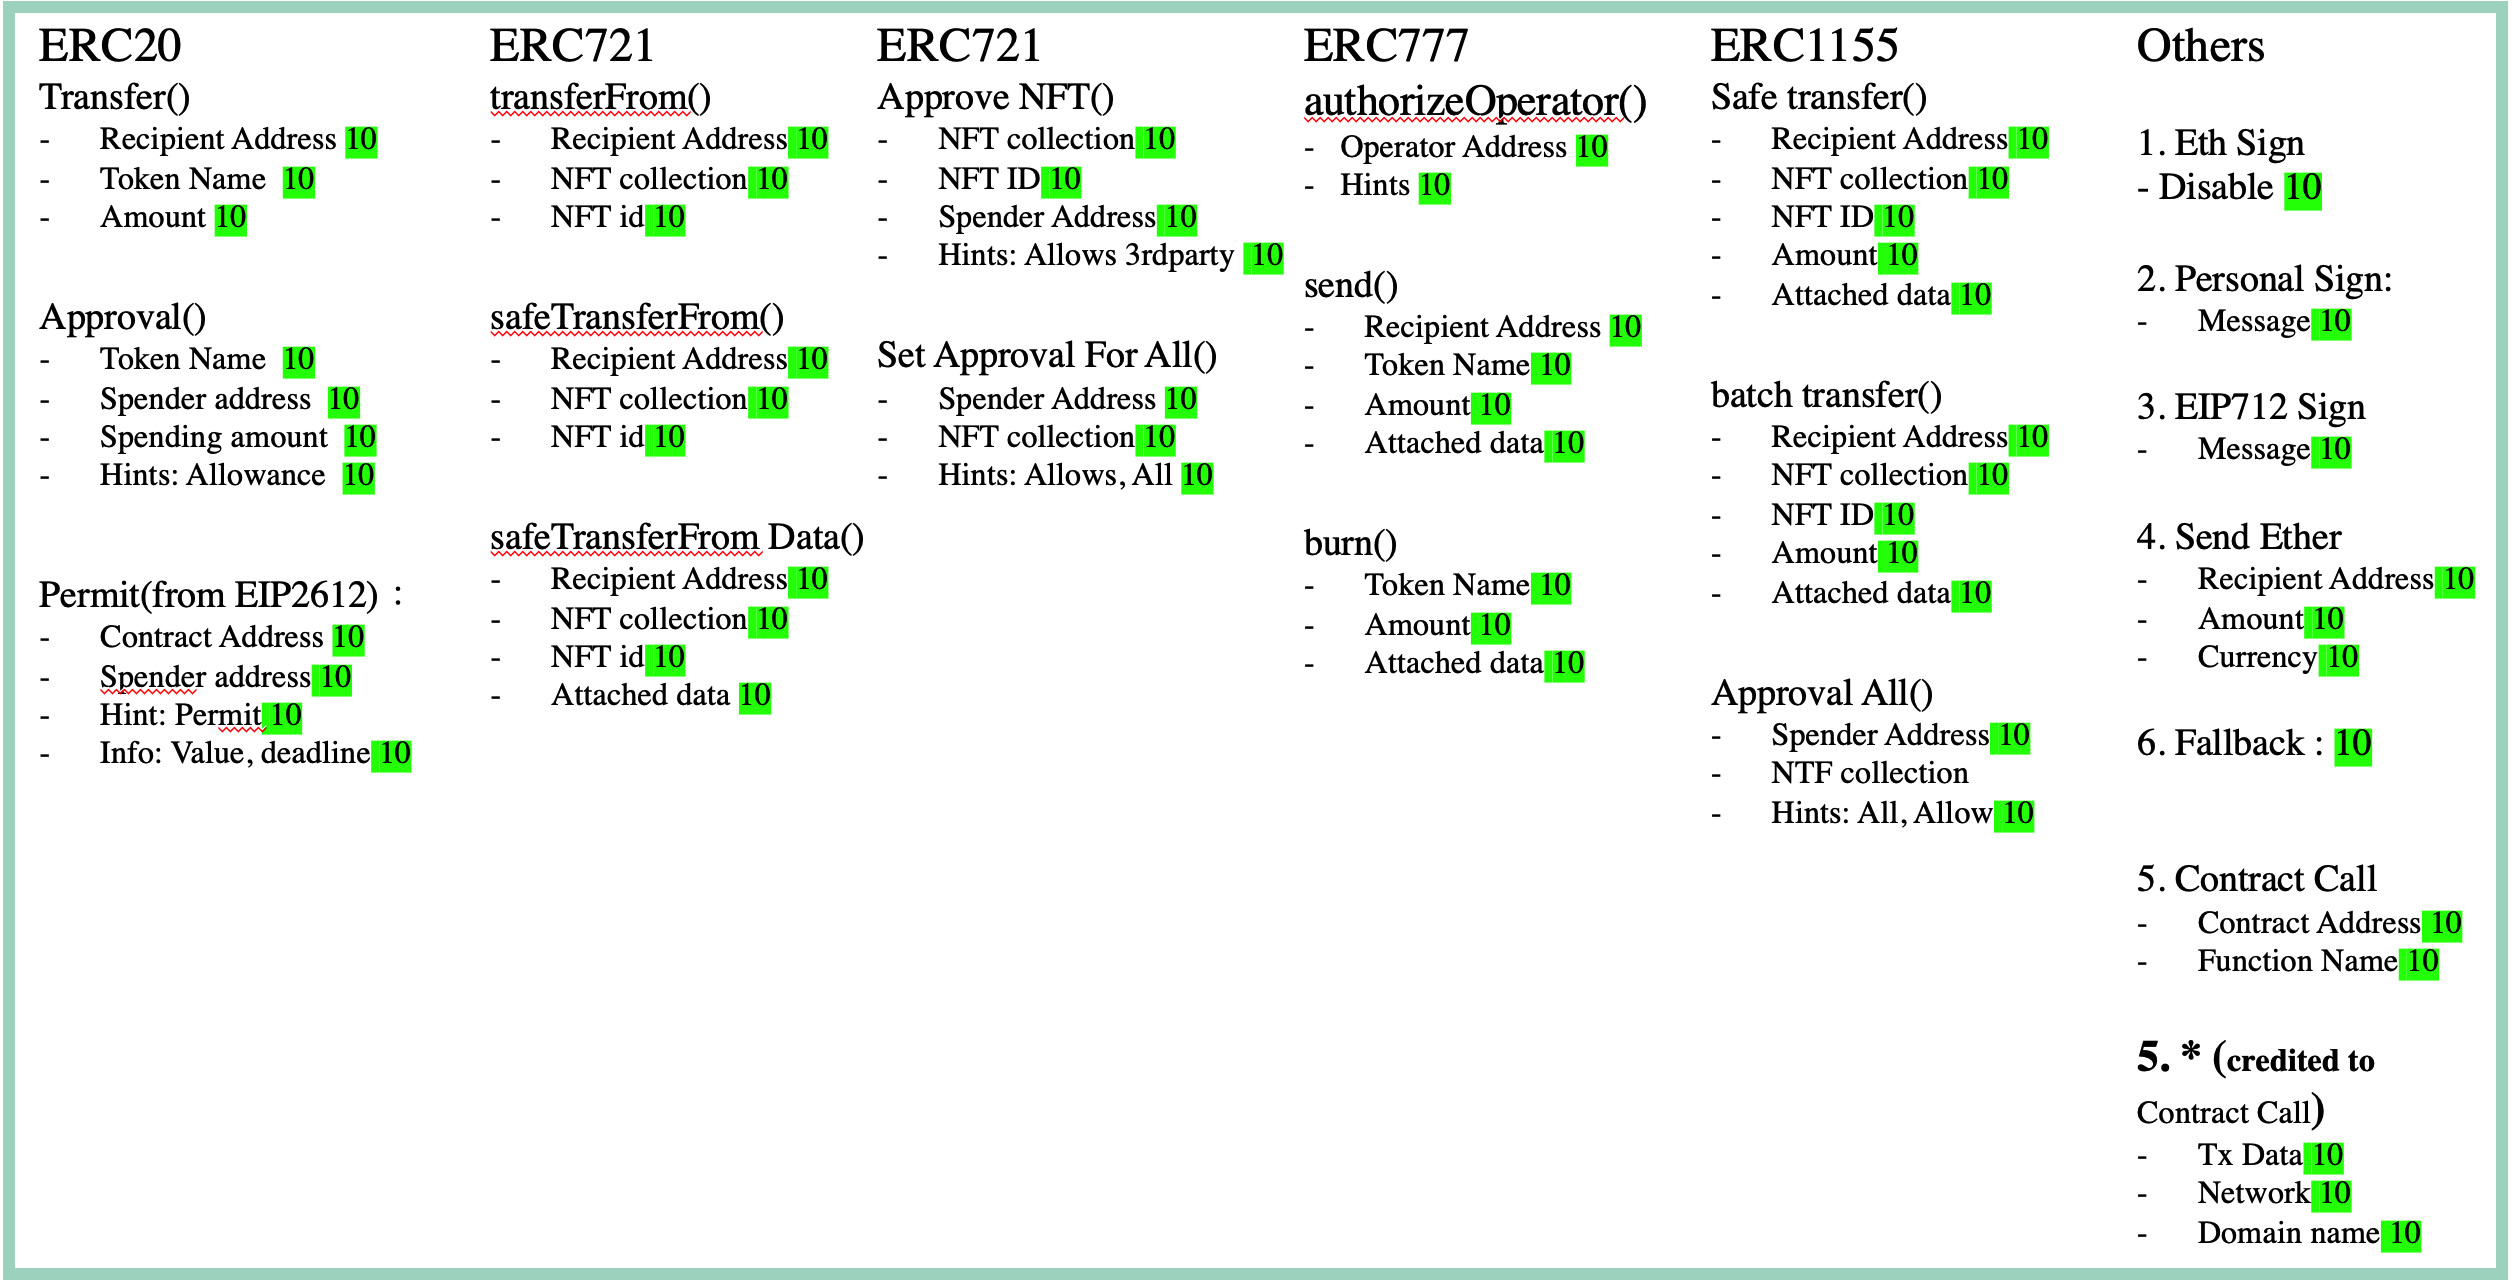 ERC20
Transfer()
- Recipient Address 10
- Token Name 10
- Amount 10
Approval()
- Token Name 10
- Spender address 10
- Spending amount 10
- Hints: Allowance 10
Permit(from EIP2612) :
- Contract Address 10
- Spender address 10
- Hint: Permit 10
- Info: Value, deadline 10
ERC721
transferFrom()
- Recipient Address 10
- NFT collection 10
- NFT id 10
safeTransferFrom()
- Recipient Address 10
- NFT collection 10
- NFT id 10
safeTransferFrom Data()
- Recipient Address 10
- NFT collection 10
- NFT id 10
- Attached data 10
ERC721
Approve NFT()
- NFT collection 10
- NFT ID 10
- Spender Address 10
- Hints: Allows 3rdparty 10
Set Approval For All()
- Spender Address 10
- NFT collection 10
- Hints: Allows, All 10
ERC777
authorizeOperator()
- Operator Address 10
- Hints 10
send()
- Recipient Address 10
- Token Name 10
- Amount 10
- Attached data 10
burn()
- Token Name 10
- Amount 10
- Attached data 10
ERC1155
Safe transfer()
- Recipient Address 10
- NFT collection 10
- NFT ID 10
- Amount 10
- Attached data 10
batch transfer()
- Recipient Address 10
- NFT collection 10
- NFT ID 10
- Amount 10
- Attached data 10
Approval All()
- Spender Address 10
- NTF collection
- Hints: All, Allow 10
Others
1. Eth Sign
- Disable 10
2. Personal Sign:
- Message 10
3. EIP712 Sign
- Message 10
4. Send Ether
- Recipient Address 10
- Amount 10
- Currency 10
6. Fallback : 10
5. Contract Call
- Contract Address 10
- Function Name 10
5. * (credited to
Contract Call)
- Tx Data 10
- Network 10
- Domain name 10